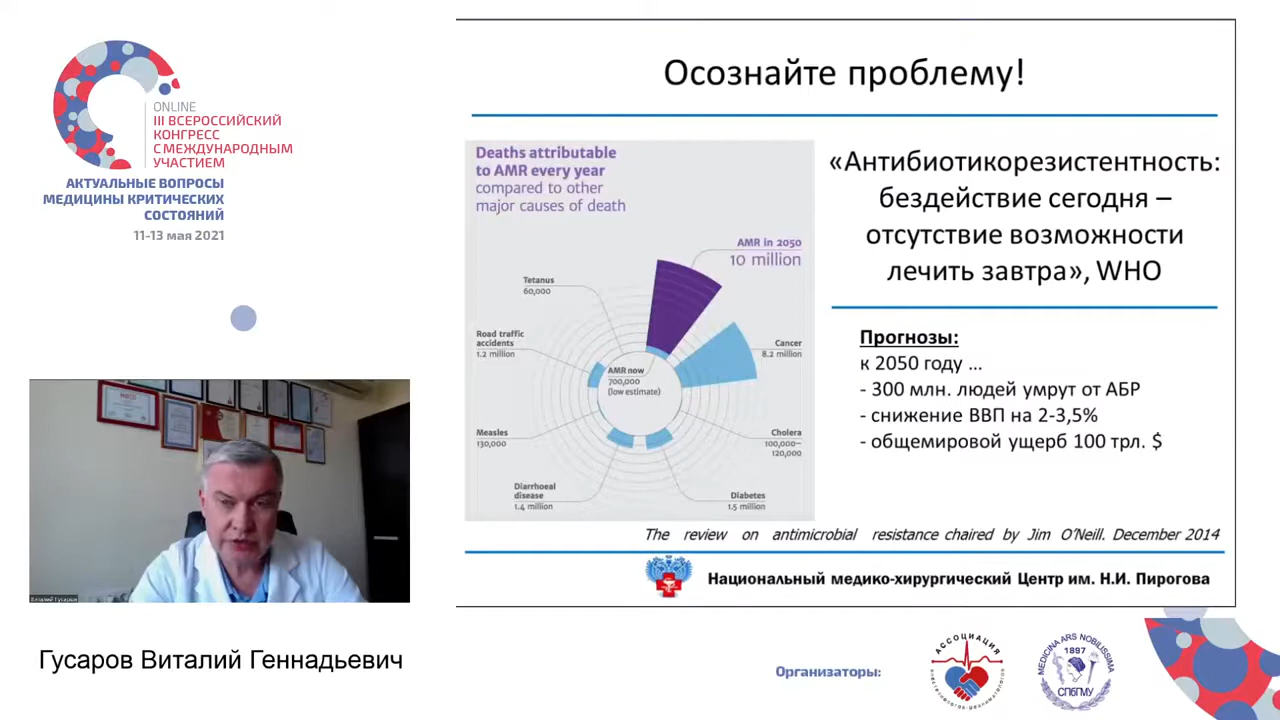 ONLINE
III ВСЕРОССИЙСКИЙ
КОНГРЕСС
С МЕЖДУНАРОДНЫМ
УЧАСТИЕМ
АКТУАЛЬНЫЕ ВОПРОСЫ
МЕДИЦИНЫ КРИТИЧЕСКИХ
СОСТОЯНИЙ
11-13 мая 2021
Виталий Гусаров
Гусаров Виталий Геннадьевич
Осознайте проблему!
Deaths attributable
to AMR every year
compared to other
major causes of death
AMR in 2050
10 million
Tetanus
60,000
Road traffic
accidents
1.2 million
AMR now
700,000
(low estimate)
Cancer
8.2 million
Measles
130,000
Cholera
100,000–
120,000
Diarrhoeal
disease
1.4 million
Diabetes
1.5 million
«Антибиотикорезистентность:
бездействие сегодня –
отсутствие возможности
лечить завтра», WHO
Прогнозы:
к 2050 году ...
- 300 млн. людей умрут от АБР
- снижение ВВП на 2-3,5%
- общемировой ущерб 100 трл. $
The review on antimicrobial resistance chaired by Jim O’Neill. December 2014
Национальный медико-хирургический Центр им. Н.И. Пирогова
Организаторы:
АССОЦИАЦИЯ
АНЕСТЕЗИОЛОГОВ-РЕАНИМАТОЛОГОВ
MEDICINA ARS NOBILISSIMA
1897
СПбГМУ